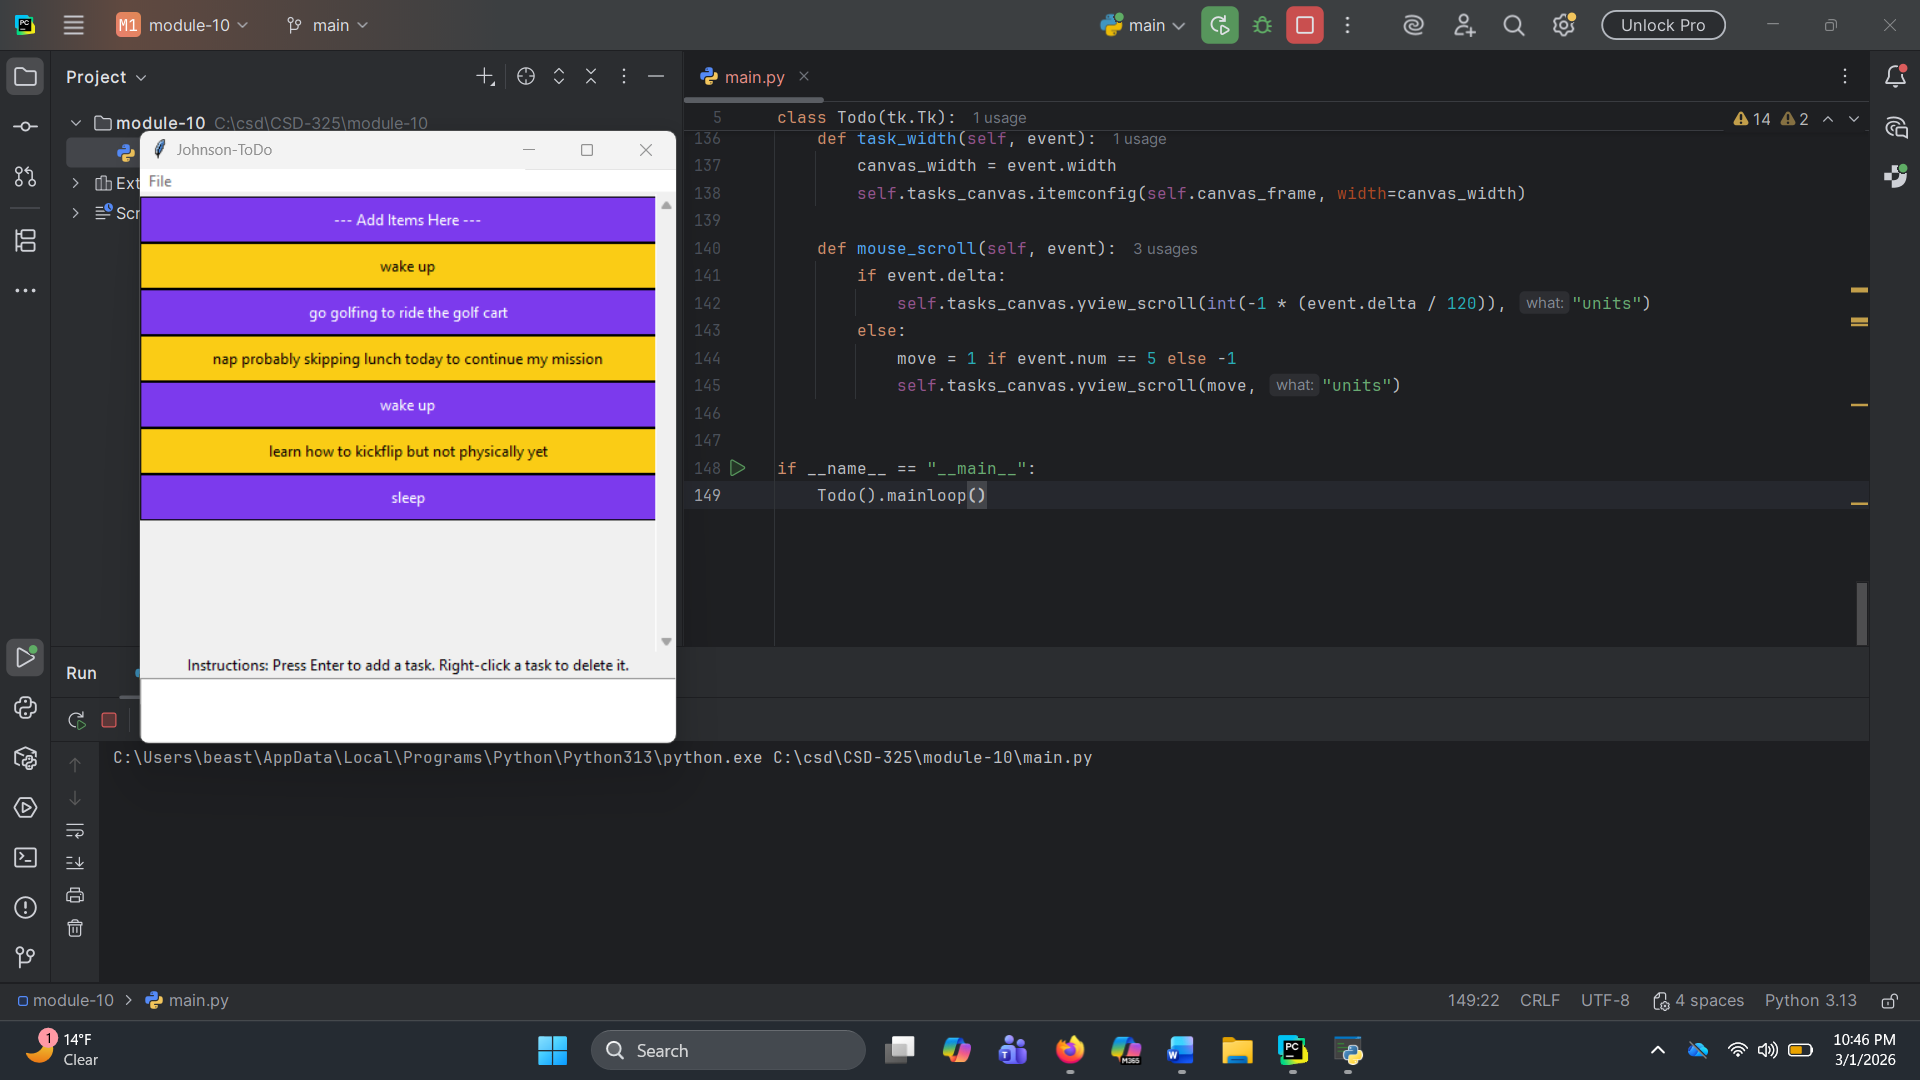 M1 module-10 main
main Unlock Pro
Project
main.py
module-10 C:\csd\CSD-325\module-10
Ext
Scr
Johnson-ToDo
File
--- Add Items Here ---
wake up
go golfing to ride the golf cart
nap probably skipping lunch today to continue my mission
wake up
learn how to kickflip but not physically yet
sleep
Instructions: Press Enter to add a task. Right-click a task to delete it.
5 class Todo(tk.Tk): 1 usage 14 2
136 def task_width(self, event): 1 usage
137 canvas_width = event.width
138 self.tasks_canvas.itemconfig(self.canvas_frame, width=canvas_width)
139
140 def mouse_scroll(self, event): 3 usages
141 if event.delta:
142 self.tasks_canvas.yview_scroll(int(-1 * (event.delta / 120)), what: "units")
143 else:
144 move = 1 if event.num == 5 else -1
145 self.tasks_canvas.yview_scroll(move, what: "units")
146
147
148 if __name__ == "__main__":
149 Todo().mainloop()
Run
C:\Users\beast\AppData\Local\Programs\Python\Python313\python.exe C:\csd\CSD-325\module-10\main.py
module-10 > main.py
149:22 CRLF UTF-8 4 spaces Python 3.13
1 14°F
Clear
Search
10:46 PM
3/1/2026